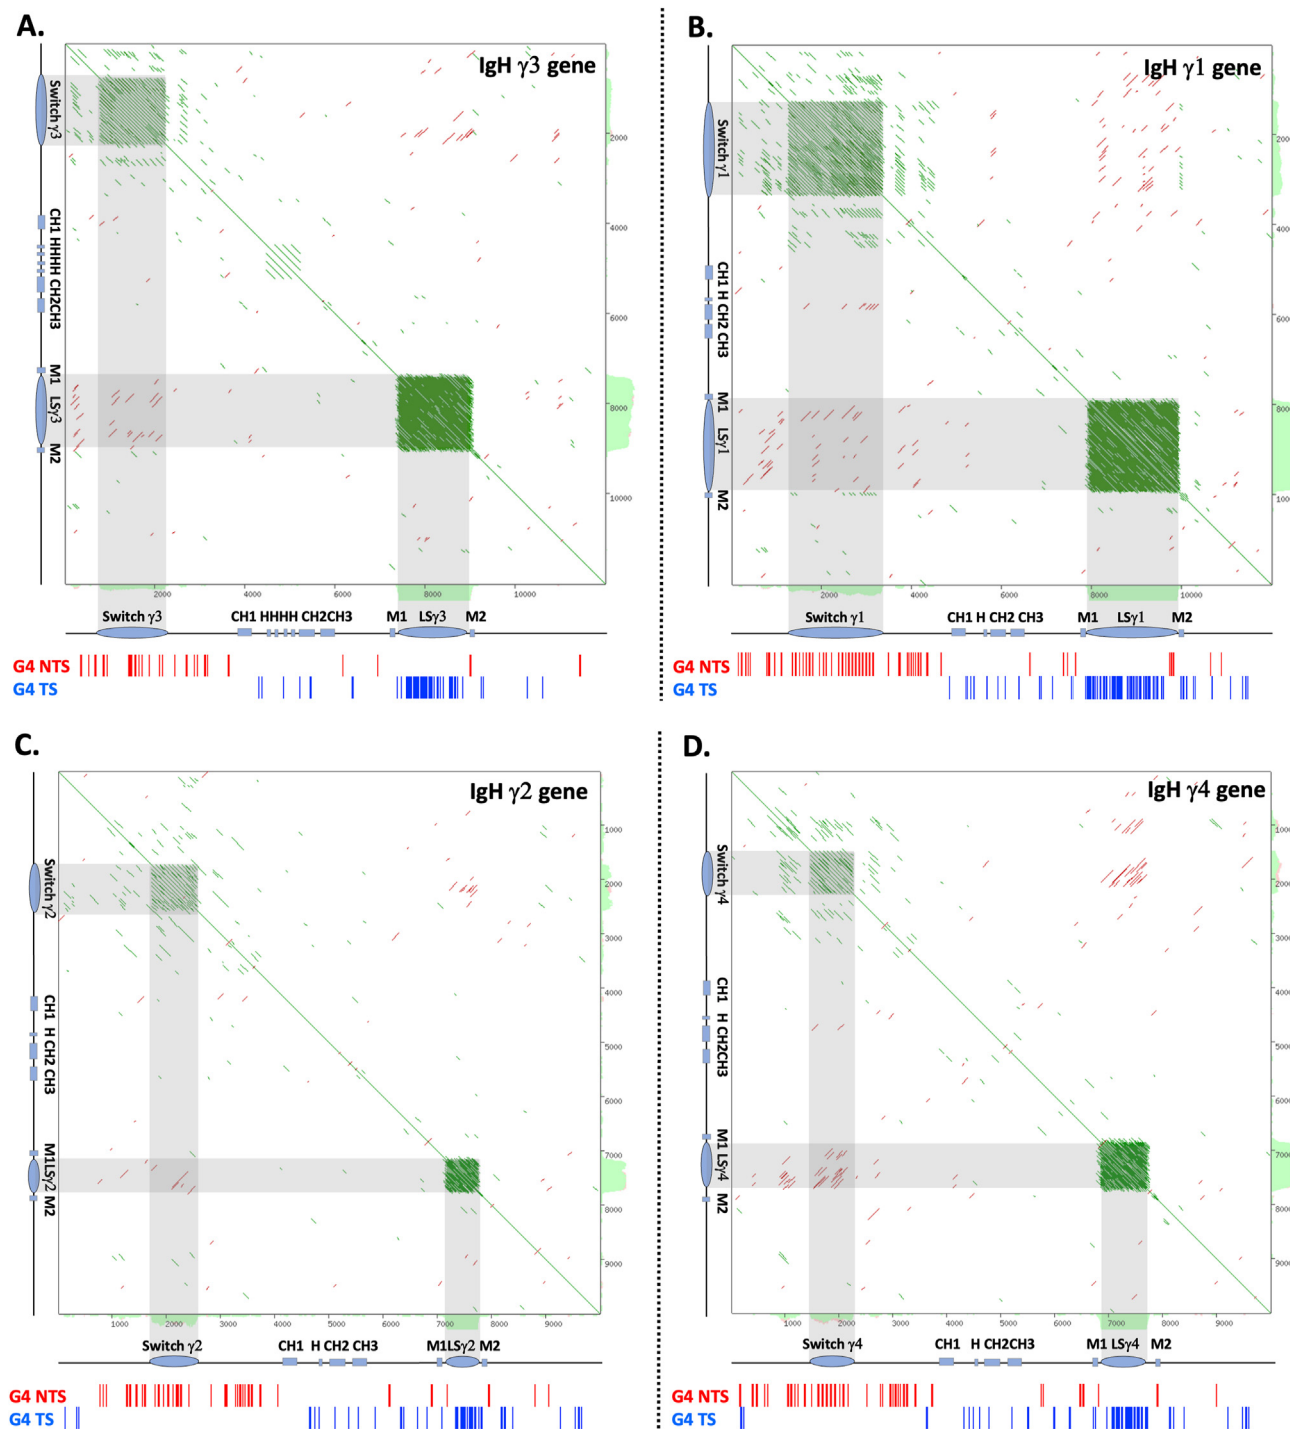 A.
IgH γ3 gene
Switch γ3
CH1 HHHH CH2CH3
M1 LSγ3 M2
2000
4000
6000
8000
10000
2000 4000 6000 8000 10000
Switch γ3 CH1 HHHH CH2CH3 M1 LSγ3 M2
G4 NTS
G4 TS
B.
IgH γ1 gene
Switch γ1
CH1 H CH2 CH3
M1 LSγ1 M2
2000
4000
6000
8000
1000
2000 4000 6000 8000 10000
Switch γ1 CH1 H CH2 CH3 M1 LSγ1 M2
G4 NTS
G4 TS
C.
IgH γ2 gene
Switch γ2
CH1 H CH2 CH3
M1LSγ2 M2
1000
2000
3000
4000
5000
6000
7000
8000
9000
1000 2000 3000 4000 5000 6000 7000 8000 9000
Switch γ2 CH1 H CH2 CH3 M1LSγ2 M2
G4 NTS
G4 TS
D.
IgH γ4 gene
Switch γ4
CH1 H CH2CH3
M1 LSγ4 M2
1000
2000
3000
4000
5000
6000
7000
8000
9000
1000 2000 3000 4000 5000 6000 7000 8000 9000
Switch γ4 CH1 H CH2CH3 M1 LSγ4 M2
G4 NTS
G4 TS